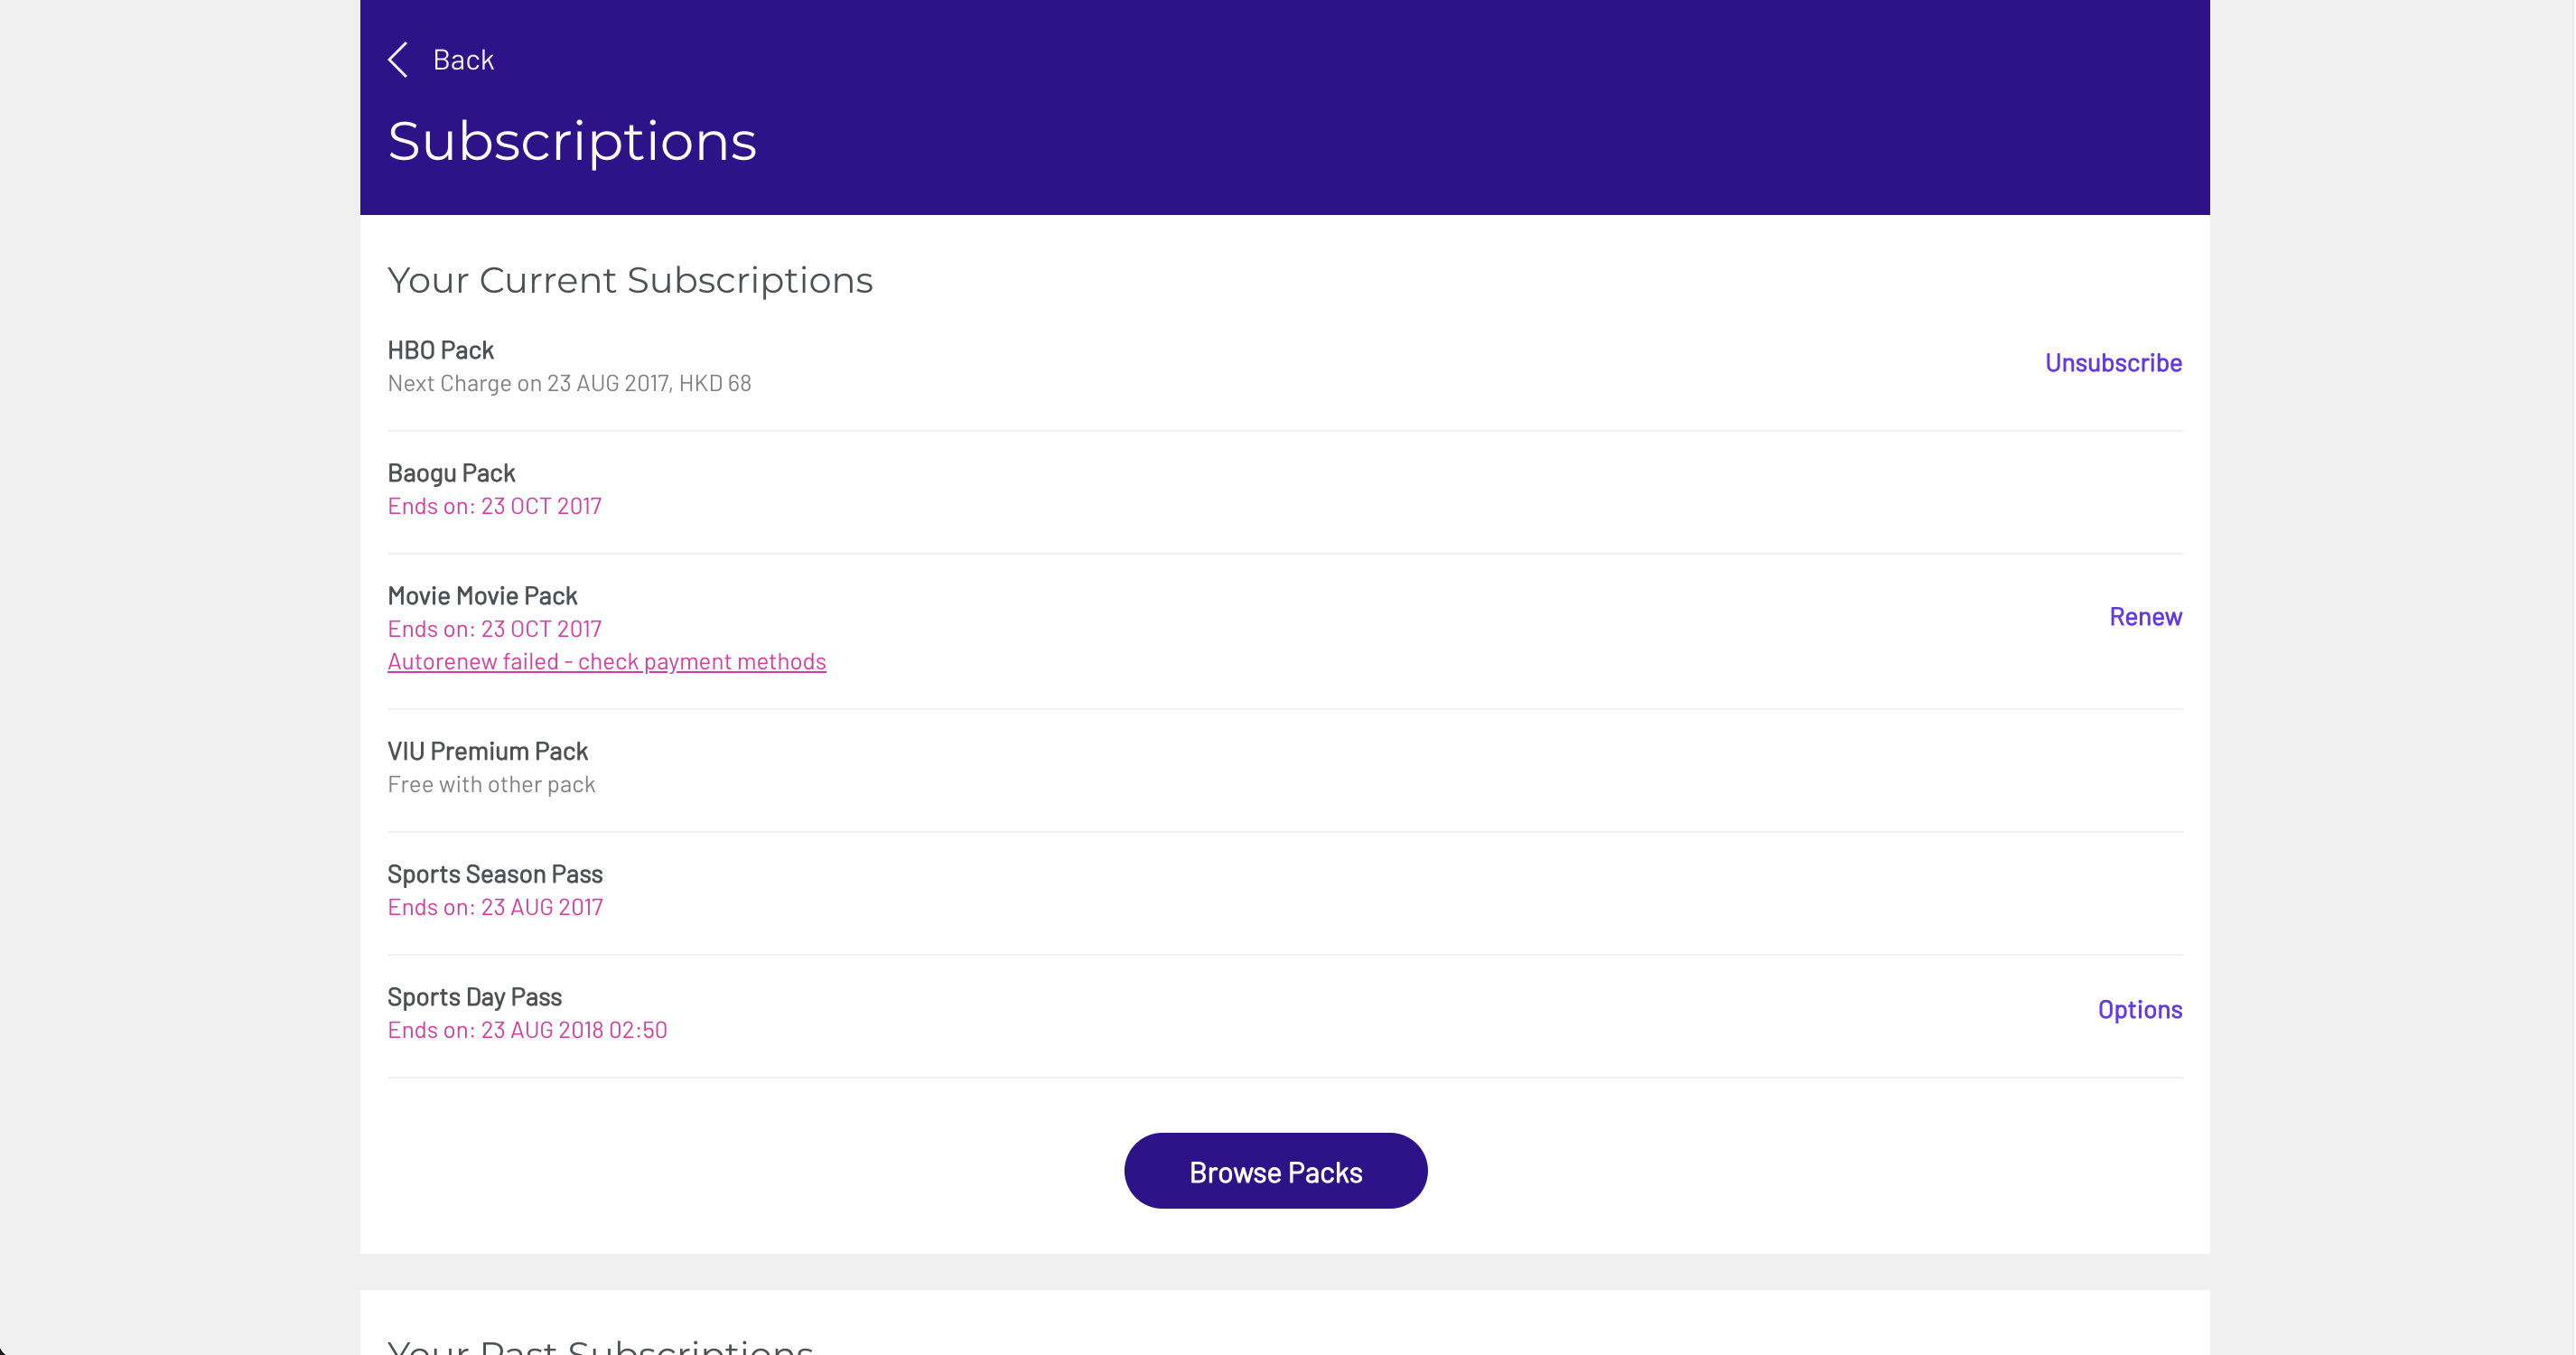 Back
Subscriptions
Your Current Subscriptions
HBO Pack
Next Charge on 23 AUG 2017, HKD 68
Unsubscribe
Baogu Pack
Ends on: 23 OCT 2017
Movie Movie Pack
Ends on: 23 OCT 2017
Autorenew failed - check payment methods
Renew
VIU Premium Pack
Free with other pack
Sports Season Pass
Ends on: 23 AUG 2017
Sports Day Pass
Ends on: 23 AUG 2018 02:50
Options
Browse Packs
Your Past Subscriptions